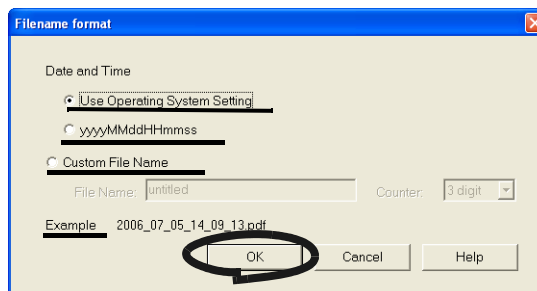 Filename format
Date and Time
Use Operating System Setting
yyyyMMddHHmmss
Custom File Name
File Name: untitled Counter: 3 digit
Example 2006_07_05_14_09_13.pdf
OK Cancel Help